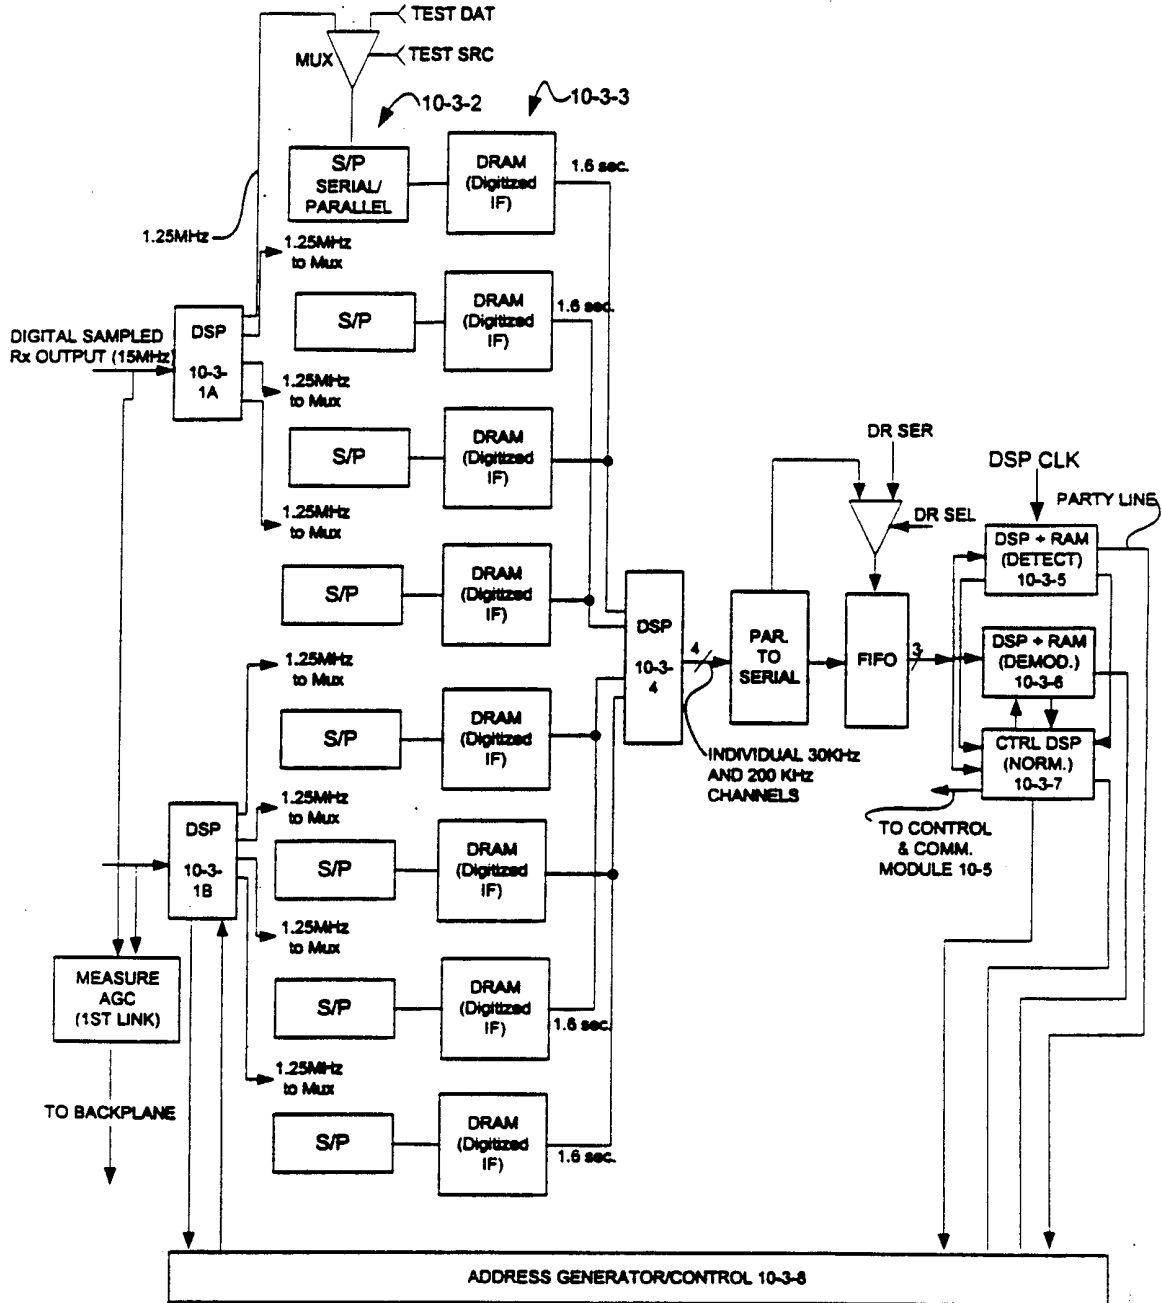 TEST DAT
MUX
TEST SRC
10-3-2
10-3-3
S/P
SERIAL/
PARALLEL
DRAM
(Digitized
IF)
1.6 sec.
1.25MHz
1.25MHz
to Mux
S/P
DRAM
(Digitized
IF)
1.6 sec.
DIGITAL SAMPLED
Rx OUTPUT (15MHz)
DSP
10-3-
1A
1.25MHz
to Mux
S/P
DRAM
(Digitized
IF)
1.25MHz
to Mux
DR SER
DSP CLK
PARTY LINE
DR SEL
DSP + RAM
(DETECT)
10-3-5
S/P
DRAM
(Digitized
IF)
DSP
10-3-
4
4
PAR.
TO
SERIAL
FIFO
3
DSP + RAM
(DEMOD.)
10-3-6
1.25MHz
to Mux
S/P
DRAM
(Digitized
IF)
INDIVIDUAL 30KHz
AND 200 KHz
CHANNELS
CTRL DSP
(NORM.)
10-3-7
TO CONTROL
& COMM.
MODULE 10-5
DSP
10-3-
1B
1.25MHz
to Mux
S/P
DRAM
(Digitized
IF)
1.25MHz
to Mux
MEASURE
AGC
(1ST LINK)
S/P
DRAM
(Digitized
IF)
1.6 sec.
1.25MHz
to Mux
TO BACKPLANE
S/P
DRAM
(Digitized
IF)
1.6 sec.
ADDRESS GENERATOR/CONTROL 10-3-8